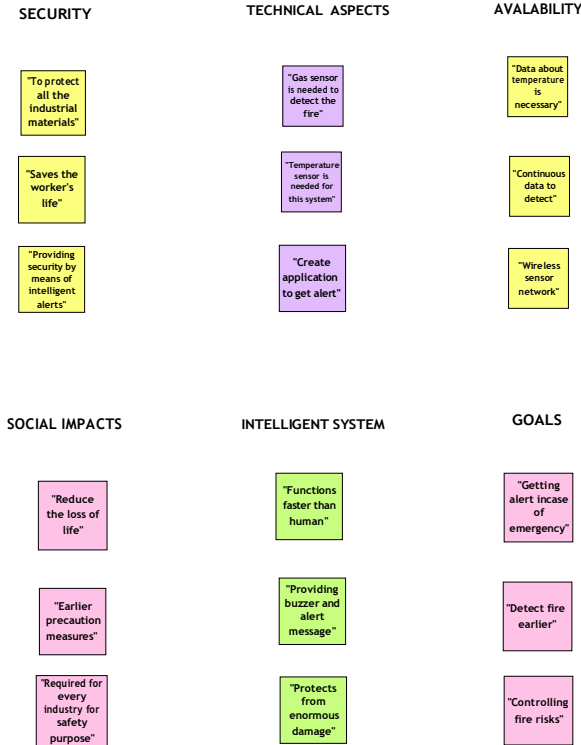 SECURITY
TECHNICAL ASPECTS
AVALABILITY
"To protect
all the
industrial
materials"
"Gas sensor
is needed to
detect the
fire"
"Data about
temperature
is
necessary"
"Saves the
worker's
life"
"Temperature
sensor is
needed for
this system"
"Continuous
data to
detect"
"Providing
security by
means of
intelligent
alerts"
"Create
application
to get alert"
"Wireless
sensor
network"
SOCIAL IMPACTS
INTELLIGENT SYSTEM
GOALS
"Reduce
the loss of
life"
"Functions
faster than
human"
"Getting
alert incase
of
emergency"
"Earlier
precaution
measures"
"Providing
buzzer and
alert
message"
"Detect fire
earlier"
"Required for
every
industry for
safety
purpose"
"Protects
from
enormous
damage"
"Controlling
fire risks"